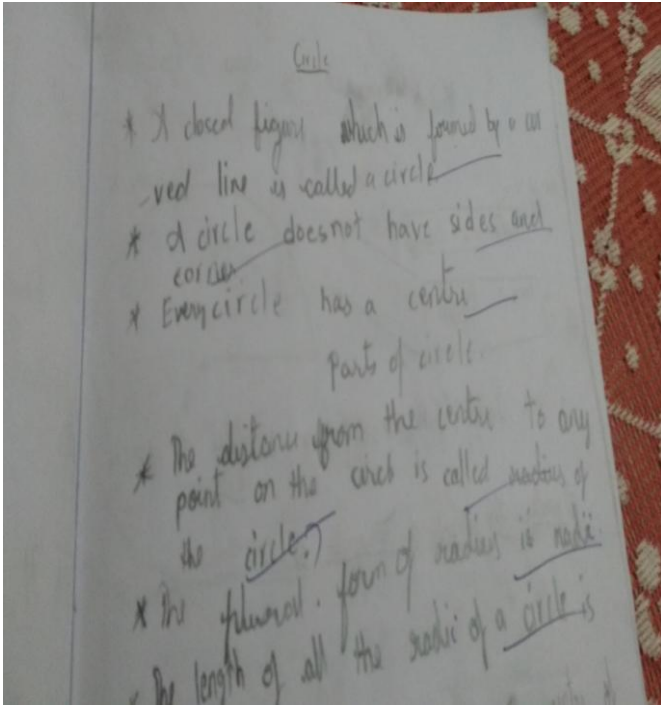 Circle
* A closed figure which is formed by a cur
ved line is called a circle
* A circle doesnot have sides and
corner
* Every circle has a centre
Parts of circle.
* The distance from the centre to any
point on the circle is called radius of
the circle.
* The plural. form of radius is radii.
* The length of all the radii of a circle is